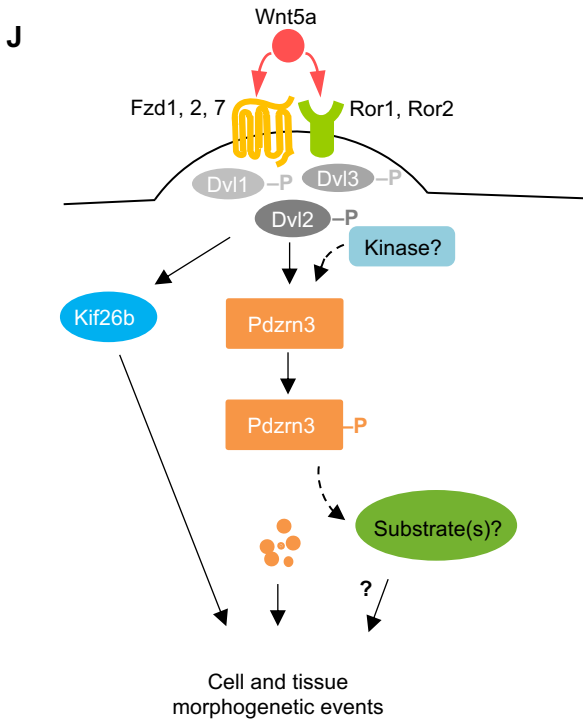 J
Wnt5a
Fzd1, 2, 7
Ror1, Ror2
Dvl1 –P
Dvl3 –P
Dvl2 –P
Kinase?
Kif26b
Pdzrn3
Pdzrn3 –P
Substrate(s)?
?
Cell and tissue
morphogenetic events